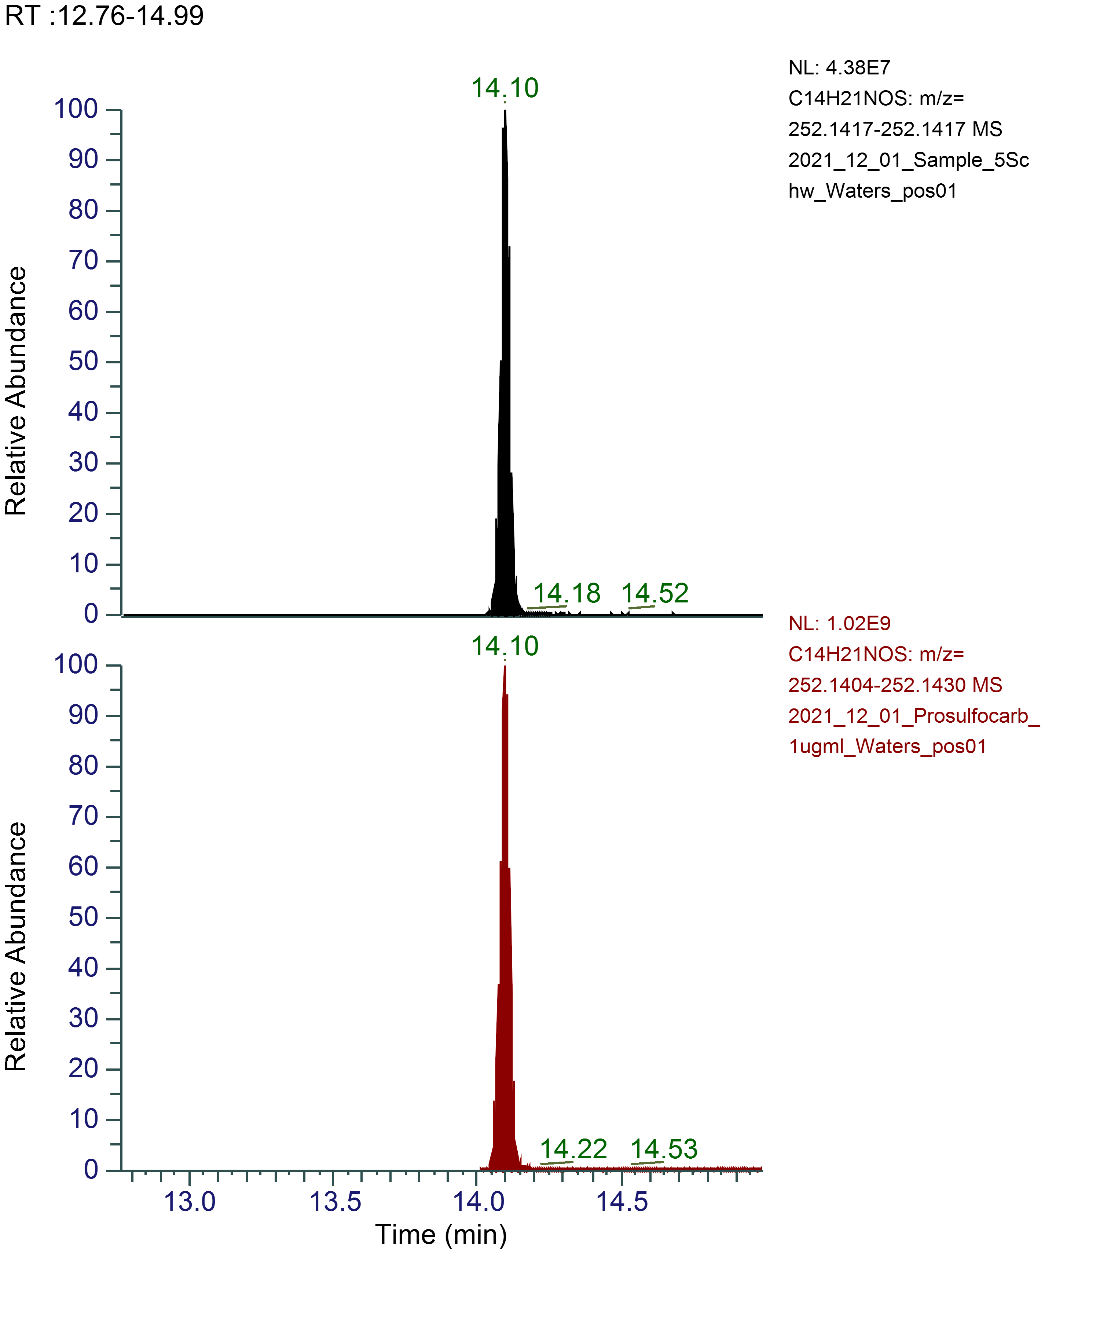 RT :12.76-14.99
NL: 4.38E7
C14H21NOS: m/z=
252.1417-252.1417 MS
2021_12_01_Sample_5Sc
hw_Waters_pos01
14.10
100
90
80
70
60
50
40
30
20
10
0
Relative Abundance
14.18
14.52
NL: 1.02E9
C14H21NOS: m/z=
252.1404-252.1430 MS
2021_12_01_Prosulfocarb_
1ugml_Waters_pos01
14.10
100
90
80
70
60
50
40
30
20
10
0
Relative Abundance
14.22
14.53
13.0
13.5
14.0
14.5
Time (min)